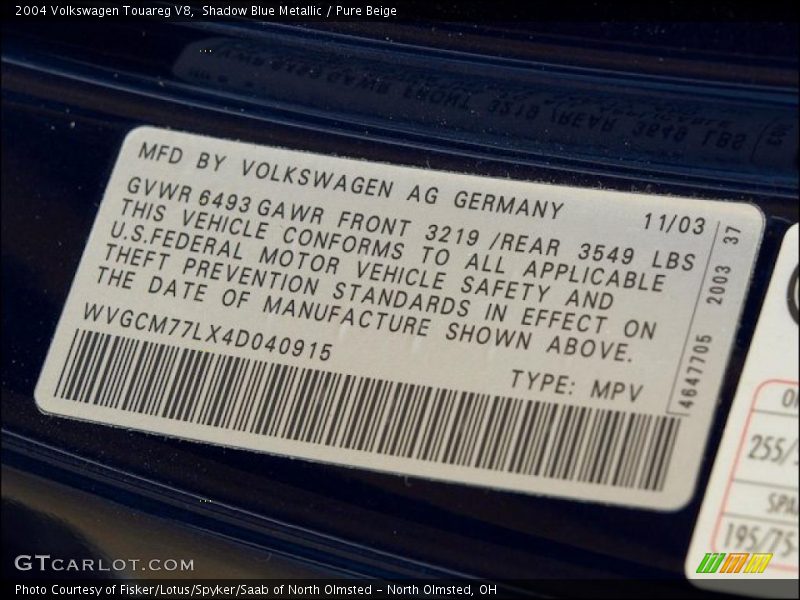 2004 Volkswagen Touareg V8, Shadow Blue Metallic / Pure Beige
MFD BY VOLKSWAGEN AG GERMANY 11/03
GVWR 6493 GAWR FRONT 3219 /REAR 3549 LBS
THIS VEHICLE CONFORMS TO ALL APPLICABLE
U.S.FEDERAL MOTOR VEHICLE SAFETY AND
THEFT PREVENTION STANDARDS IN EFFECT ON
THE DATE OF MANUFACTURE SHOWN ABOVE.
WVGCM77LX4D040915
TYPE: MPV
4647705 2003 37
255/
195/75
GTCARLOT.COM
Photo Courtesy of Fisker/Lotus/Spyker/Saab of North Olmsted - North Olmsted, OH